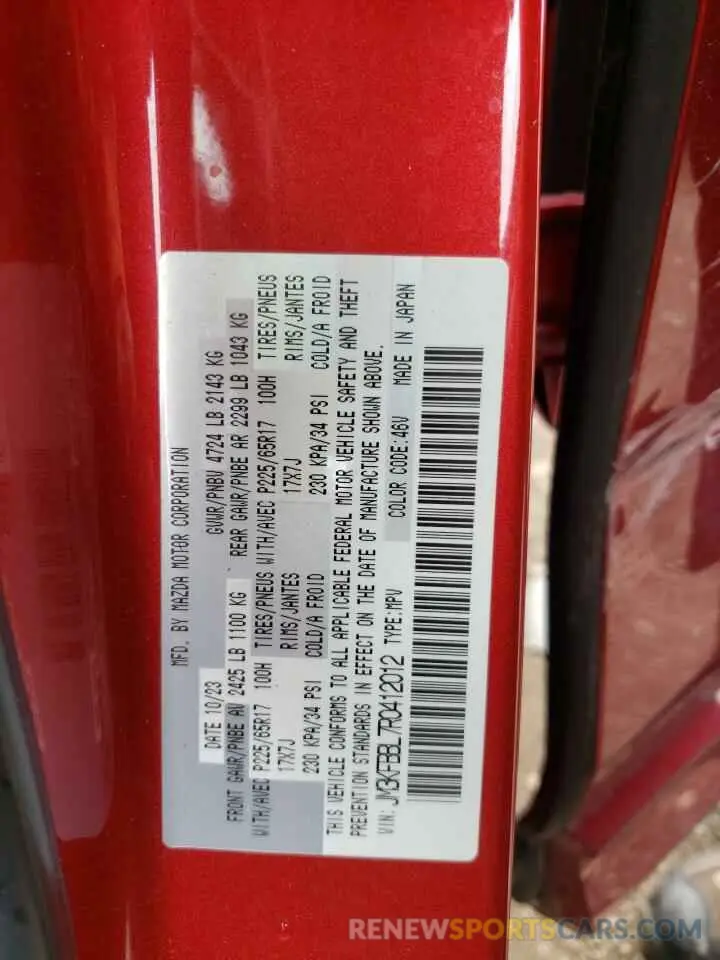 MFD. BY MAZDA MOTOR CORPORATION
DATE 10/23 GVWR/PNBV 4724 LB 2143 KG
FRONT GAWR/PNBE AV 2425 LB 1100 KG REAR GAWR/PNBE AR 2299 LB 1043 KG
WITH/AVEC P225/65R17 100H TIRES/PNEUS WITH/AVEC P225/65R17 100H TIRES/PNEUS
17X7J RIMS/JANTES 17X7J RIMS/JANTES
230 KPA/34 PSI COLD/A FROID 230 KPA/34 PSI COLD/A FROID
THIS VEHICLE CONFORMS TO ALL APPLICABLE FEDERAL MOTOR VEHICLE SAFETY AND THEFT
PREVENTION STANDARDS IN EFFECT ON THE DATE OF MANUFACTURE SHOWN ABOVE.
VIN: JM3KFBBL7R0412012 TYPE:MPV COLOR CODE:46V MADE IN JAPAN
RENEWSPORTSCARS.COM